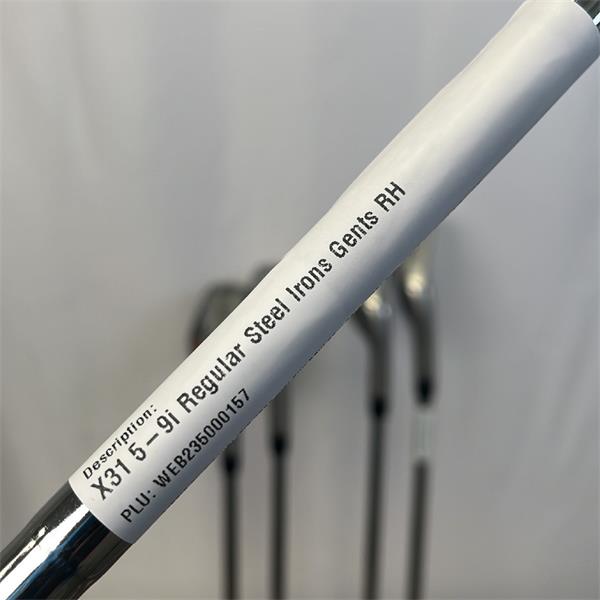 Description:
X31 5-9i Regular Steel Irons Gents RH
PLU: WEB235000157